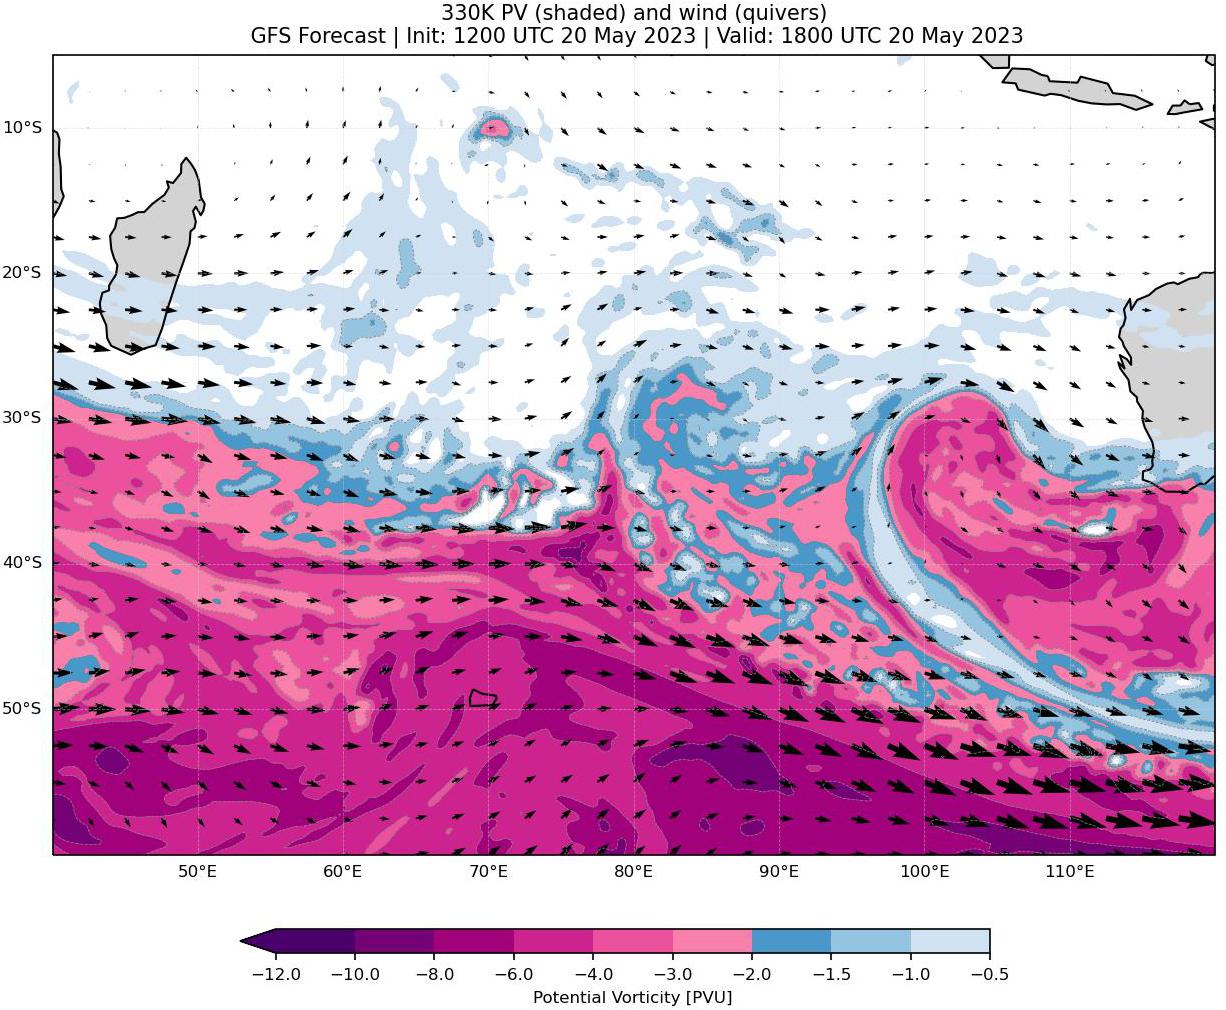 330K PV (shaded) and wind (quivers)
GFS Forecast | Init: 1200 UTC 20 May 2023 | Valid: 1800 UTC 20 May 2023
10°S
20°S
30°S
40°S
50°S
50°E 60°E 70°E 80°E 90°E 100°E 110°E
−12.0 −10.0 −8.0 −6.0 −4.0 −3.0 −2.0 −1.5 −1.0 −0.5
Potential Vorticity [PVU]